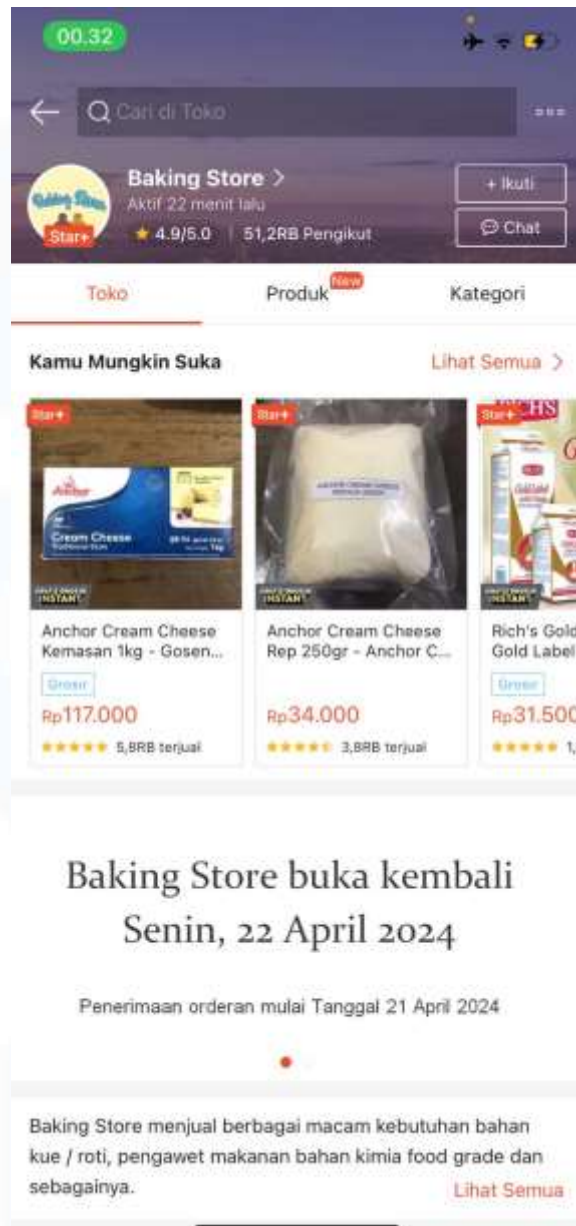 00.32
Cari di Toko
Baking Store >
Aktif 22 menit lalu
+ Ikuti
Star+
4.9/5.0 | 51,2RB Pengikut
Chat
Toko
Produk
New
Kategori
Kamu Mungkin Suka
Lihat Semua >
Star+
Star+
Star+
Anchor
Cream Cheese
INSTANT
INSTANT
INSTANT
Anchor Cream Cheese
Kemasan 1kg - Gosen...
Grosir
Rp117.000
5,8RB terjual
Anchor Cream Cheese
Rep 250gr - Anchor C...
Rp34.000
3,8RB terjual
Rich's Gold
Gold Label
Grosir
Rp31.500
1,
Baking Store buka kembali
Senin, 22 April 2024
Penerimaan orderan mulai Tanggal 21 April 2024
Baking Store menjual berbagai macam kebutuhan bahan
kue / roti, pengawet makanan bahan kimia food grade dan
sebagainya.
Lihat Semua